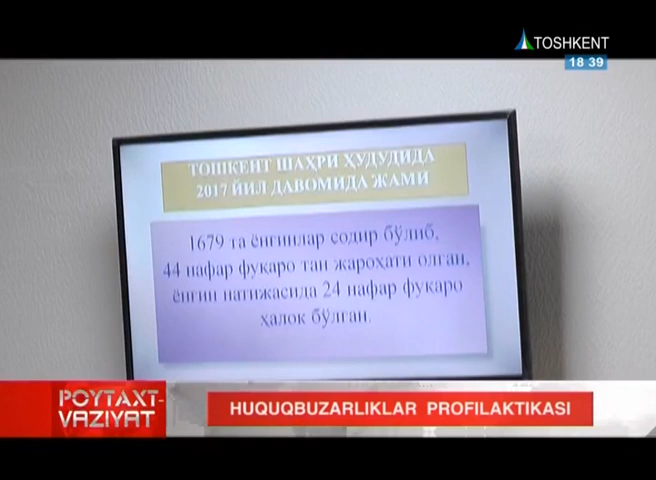 TOSHKENT
18 39
ТОШКЕНТ ШАҲРИ ҲУДУДИДА
2017 ЙИЛ ДАВОМИДА ЖАМИ
1679 та ёнғинлар содир бўлиб,
44 нафар фуқаро тан жароҳати олган,
ёнғин натижасида 24 нафар фуқаро
ҳалок бўлган.
POYTAXT-
VAZIYAT
HUQUQBUZARLIKLAR PROFILAKTIKASI